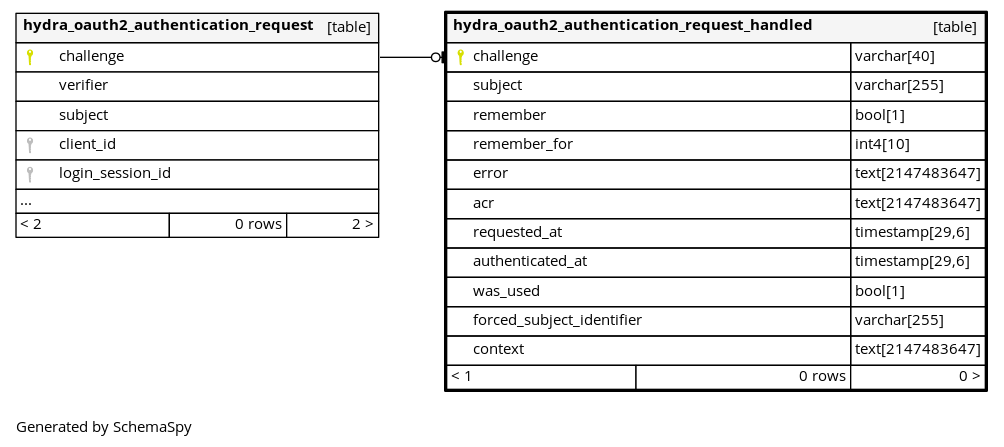 hydra_oauth2_authentication_request [table]
challenge
verifier
subject
client_id
login_session_id
...
< 2 0 rows 2 >
hydra_oauth2_authentication_request_handled [table]
challenge varchar[40]
subject varchar[255]
remember bool[1]
remember_for int4[10]
error text[2147483647]
acr text[2147483647]
requested_at timestamp[29,6]
authenticated_at timestamp[29,6]
was_used bool[1]
forced_subject_identifier varchar[255]
context text[2147483647]
< 1 0 rows 0 >
Generated by SchemaSpy